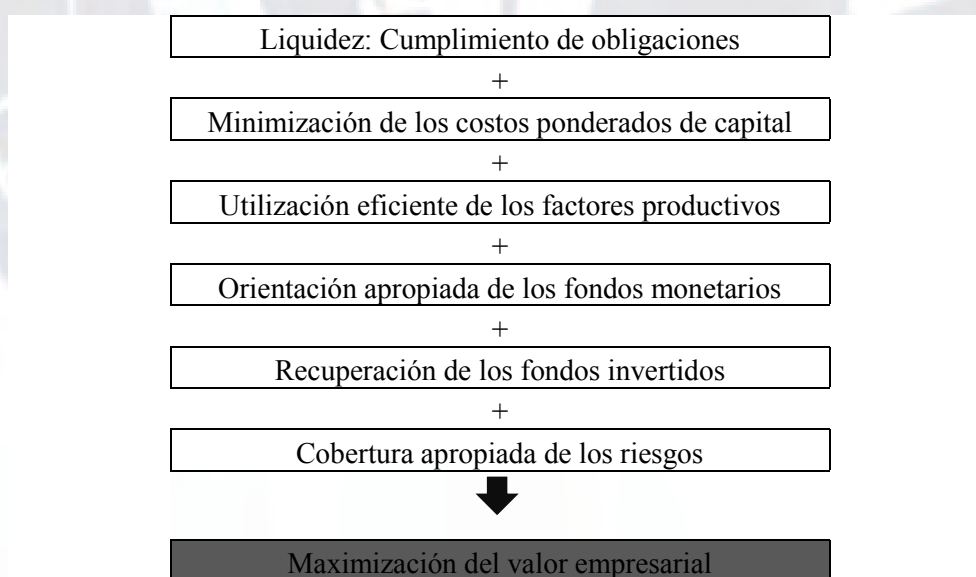 Liquidez: Cumplimiento de obligaciones
+
Minimización de los costos ponderados de capital
+
Utilización eficiente de los factores productivos
+
Orientación apropiada de los fondos monetarios
+
Recuperación de los fondos invertidos
+
Cobertura apropiada de los riesgos
Maximización del valor empresarial